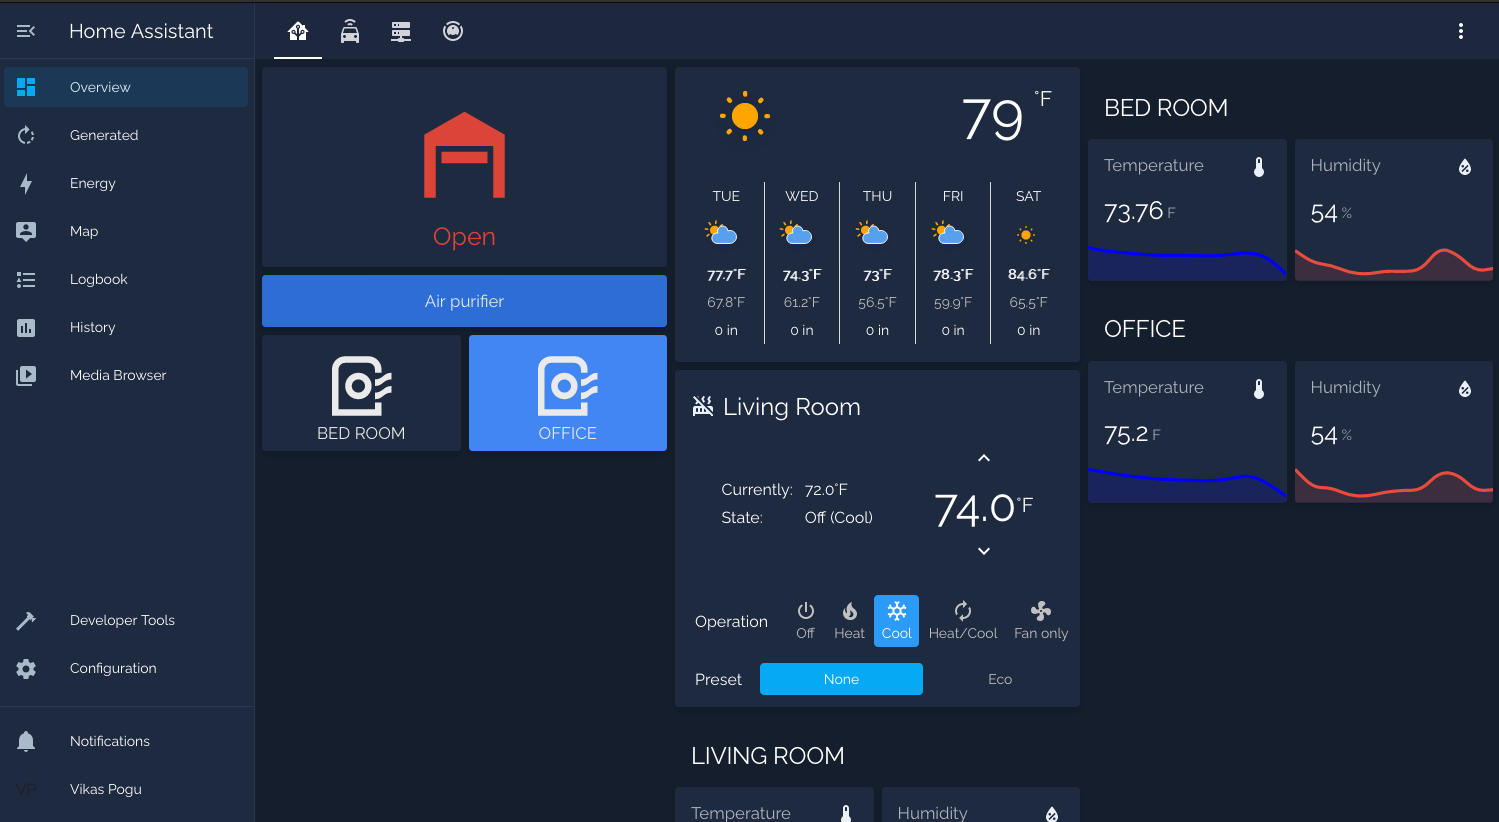 Home Assistant
Overview
Generated
Energy
Map
Logbook
History
Media Browser
Developer Tools
Configuration
Notifications
VP
Vikas Pogu
Open
Air purifier
BED ROOM
OFFICE
79 °F
TUE WED THU FRI SAT
77.7°F 74.3°F 73°F 78.3°F 84.6°F
67.8°F 61.2°F 56.5°F 59.9°F 65.5°F
0 in 0 in 0 in 0 in 0 in
Living Room
Currently: 72.0°F
State: Off (Cool)
74.0 °F
Operation Off Heat Cool Heat/Cool Fan only
Preset None Eco
LIVING ROOM
Temperature
Humidity
BED ROOM
Temperature
73.76 F
Humidity
54 %
OFFICE
Temperature
75.2 F
Humidity
54 %